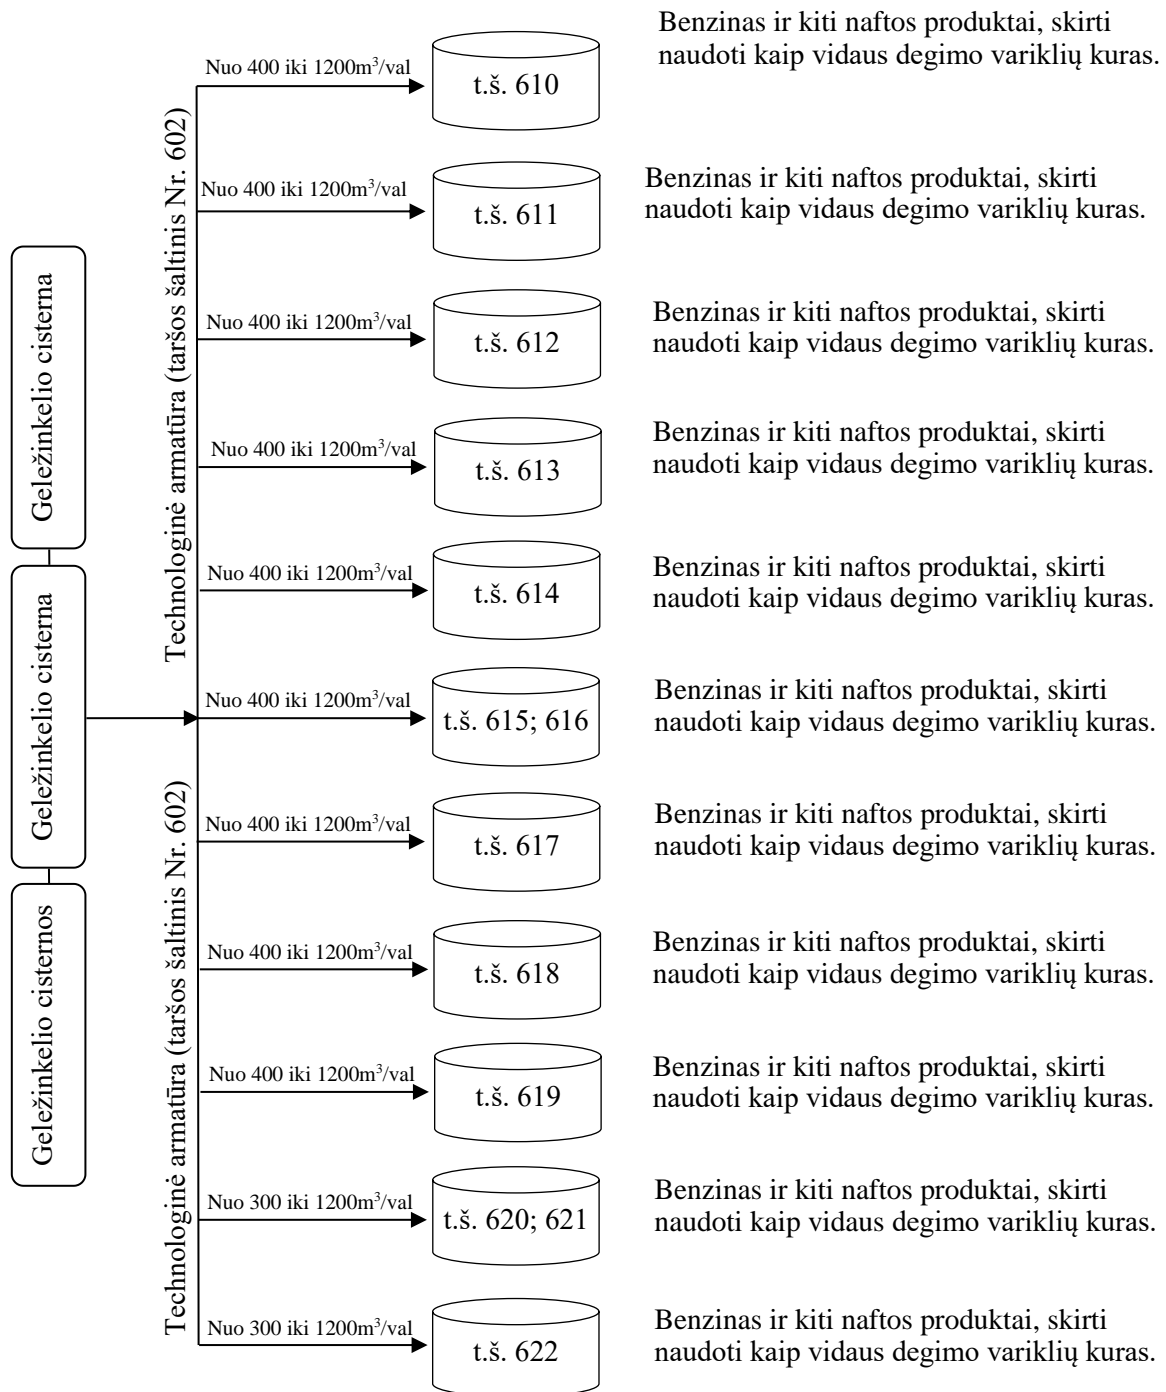 Benzinas ir kiti naftos produktai, skirti
naudoti kaip vidaus degimo variklių kuras.
Nuo 400 iki 1200m³/val
t.š. 610
Benzinas ir kiti naftos produktai, skirti
naudoti kaip vidaus degimo variklių kuras.
Nuo 400 iki 1200m³/val
t.š. 611
Benzinas ir kiti naftos produktai, skirti
naudoti kaip vidaus degimo variklių kuras.
Nuo 400 iki 1200m³/val
t.š. 612
Benzinas ir kiti naftos produktai, skirti
naudoti kaip vidaus degimo variklių kuras.
Nuo 400 iki 1200m³/val
t.š. 613
Benzinas ir kiti naftos produktai, skirti
naudoti kaip vidaus degimo variklių kuras.
Nuo 400 iki 1200m³/val
t.š. 614
Benzinas ir kiti naftos produktai, skirti
naudoti kaip vidaus degimo variklių kuras.
Nuo 400 iki 1200m³/val
t.š. 615; 616
Benzinas ir kiti naftos produktai, skirti
naudoti kaip vidaus degimo variklių kuras.
Nuo 400 iki 1200m³/val
t.š. 617
Benzinas ir kiti naftos produktai, skirti
naudoti kaip vidaus degimo variklių kuras.
Nuo 400 iki 1200m³/val
t.š. 618
Benzinas ir kiti naftos produktai, skirti
naudoti kaip vidaus degimo variklių kuras.
Nuo 400 iki 1200m³/val
t.š. 619
Benzinas ir kiti naftos produktai, skirti
naudoti kaip vidaus degimo variklių kuras.
Nuo 300 iki 1200m³/val
t.š. 620; 621
Benzinas ir kiti naftos produktai, skirti
naudoti kaip vidaus degimo variklių kuras.
Nuo 300 iki 1200m³/val
t.š. 622
Technologinė armatūra (taršos šaltinis Nr. 602)
Technologinė armatūra (taršos šaltinis Nr. 602)
Geležinkelio cisterna
Geležinkelio cisterna
Geležinkelio cisternos